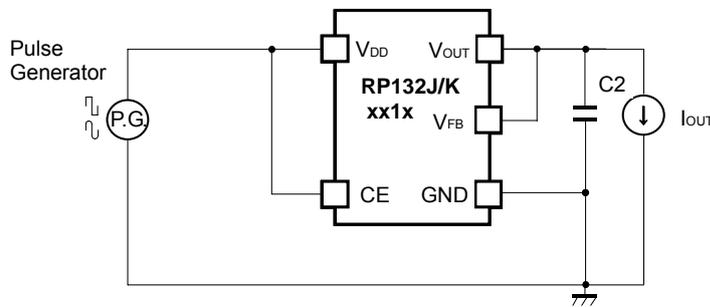 Pulse
Generator
P.G.
VDD
VOUT
RP132J/K
xx1x
VFB
CE
GND
C2
IOUT